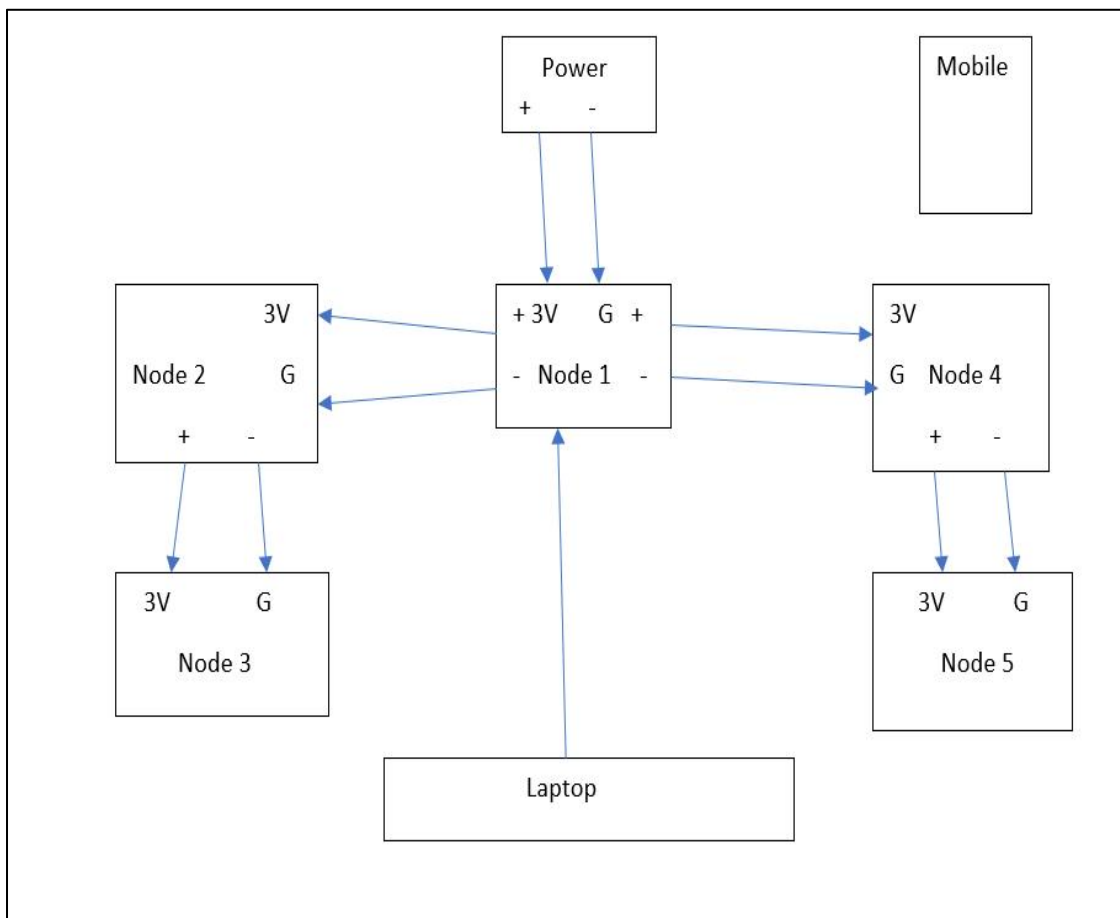 Power
+ -
Mobile
3V
Node 2 G
+ -
+ 3V G +
- Node 1 -
3V
G Node 4
+ -
3V G
Node 3
3V G
Node 5
Laptop